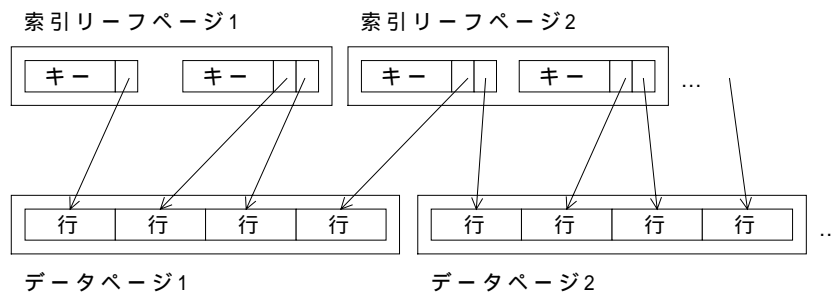 索引リーフページ1 索引リーフページ2
キー キー キー キー …
行 行 行 行 行 行 行 行 ‥
データページ1 データページ2